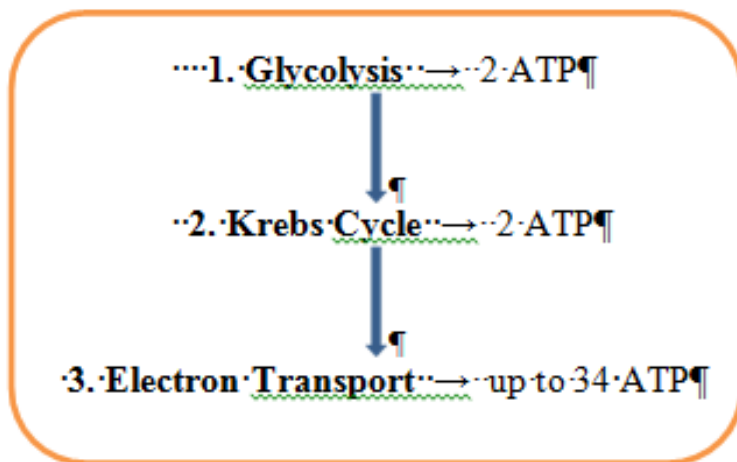 1. Glycolysis → 2 ATP¶
¶
2. Krebs Cycle → 2 ATP¶
¶
3. Electron Transport → up to 34 ATP¶